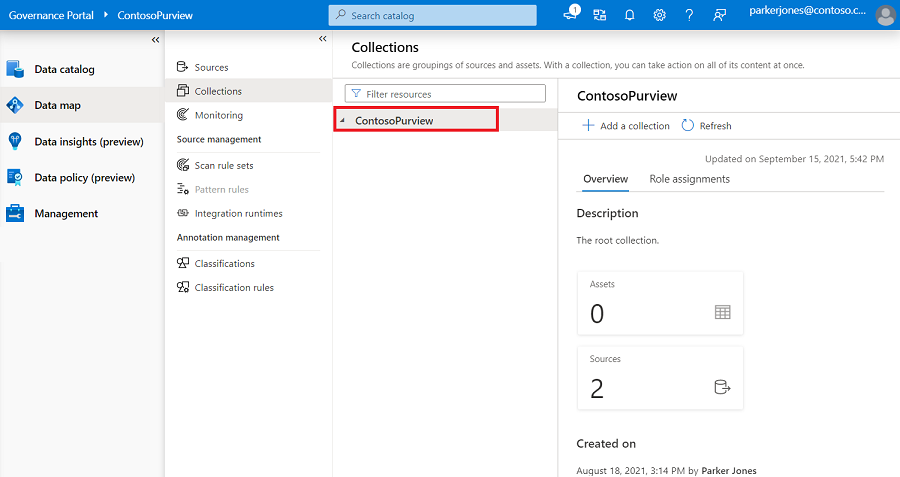 Governance Portal ▸ ContosoPurview
Search catalog
1
parkerjones@contoso.c...
Data catalog
Data map
Data insights (preview)
Data policy (preview)
Management
Sources
Collections
Monitoring
Source management
Scan rule sets
Pattern rules
Integration runtimes
Annotation management
Classifications
Classification rules
Collections
Collections are groupings of sources and assets. With a collection, you can take action on all of its content at once.
Filter resources
ContosoPurview
ContosoPurview
Add a collection Refresh
Updated on September 15, 2021, 5:42 PM
Overview Role assignments
Description
The root collection.
Assets
0
Sources
2
Created on
August 18, 2021, 3:14 PM by Parker Jones